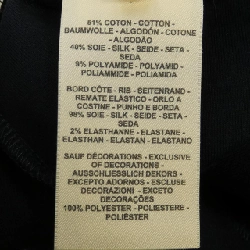 51% COTON - COTTON -
BAUMWOLLE - ALGODÓN - COTONE
- ALGODÃO
40% SOIE - SILK - SEIDE - SETA -
SEDA
9% POLYAMIDE - POLYAMID -
POLIAMMIDE - POLIAMIDA
BORD CÔTE - RIB - SEITENRAND -
REMATE ELÁSTICO - ORLO A
COSTINE - PUNHO E BORDA
98% SOIE - SILK - SEIDE - SETA -
SEDA
2% ELASTHANNE - ELASTANE -
ELASTHAN - ELASTAN - ELASTANO
SAUF DÉCORATIONS - EXCLUSIVE
OF DECORATIONS -
AUSSCHLIESSLICH DEKORS -
EXCEPTO ADORNOS - ESCLUSE
DECORAZIONI - EXCETO
DECORAÇÕES
100% POLYESTER - POLIESTERE -
POLIÉSTER